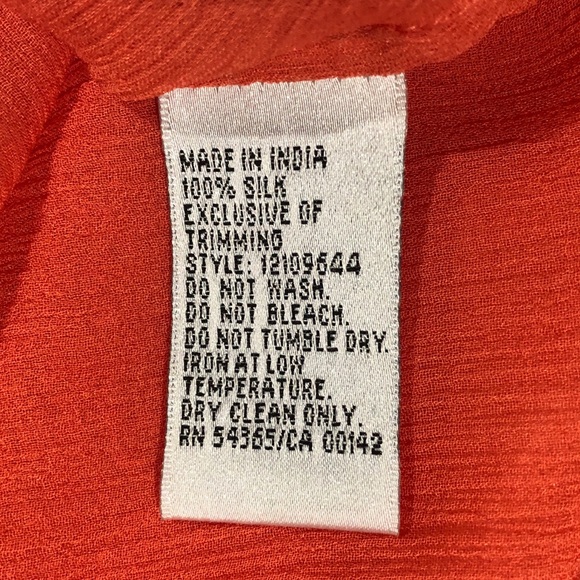 MADE IN INDIA
100% SILK
EXCLUSIVE OF
TRIMMING
STYLE: 12109644
DO NOT WASH.
DO NOT BLEACH.
DO NOT TUMBLE DRY.
IRON AT LOW
TEMPERATURE.
DRY CLEAN ONLY.
RN 54365/CA 00142